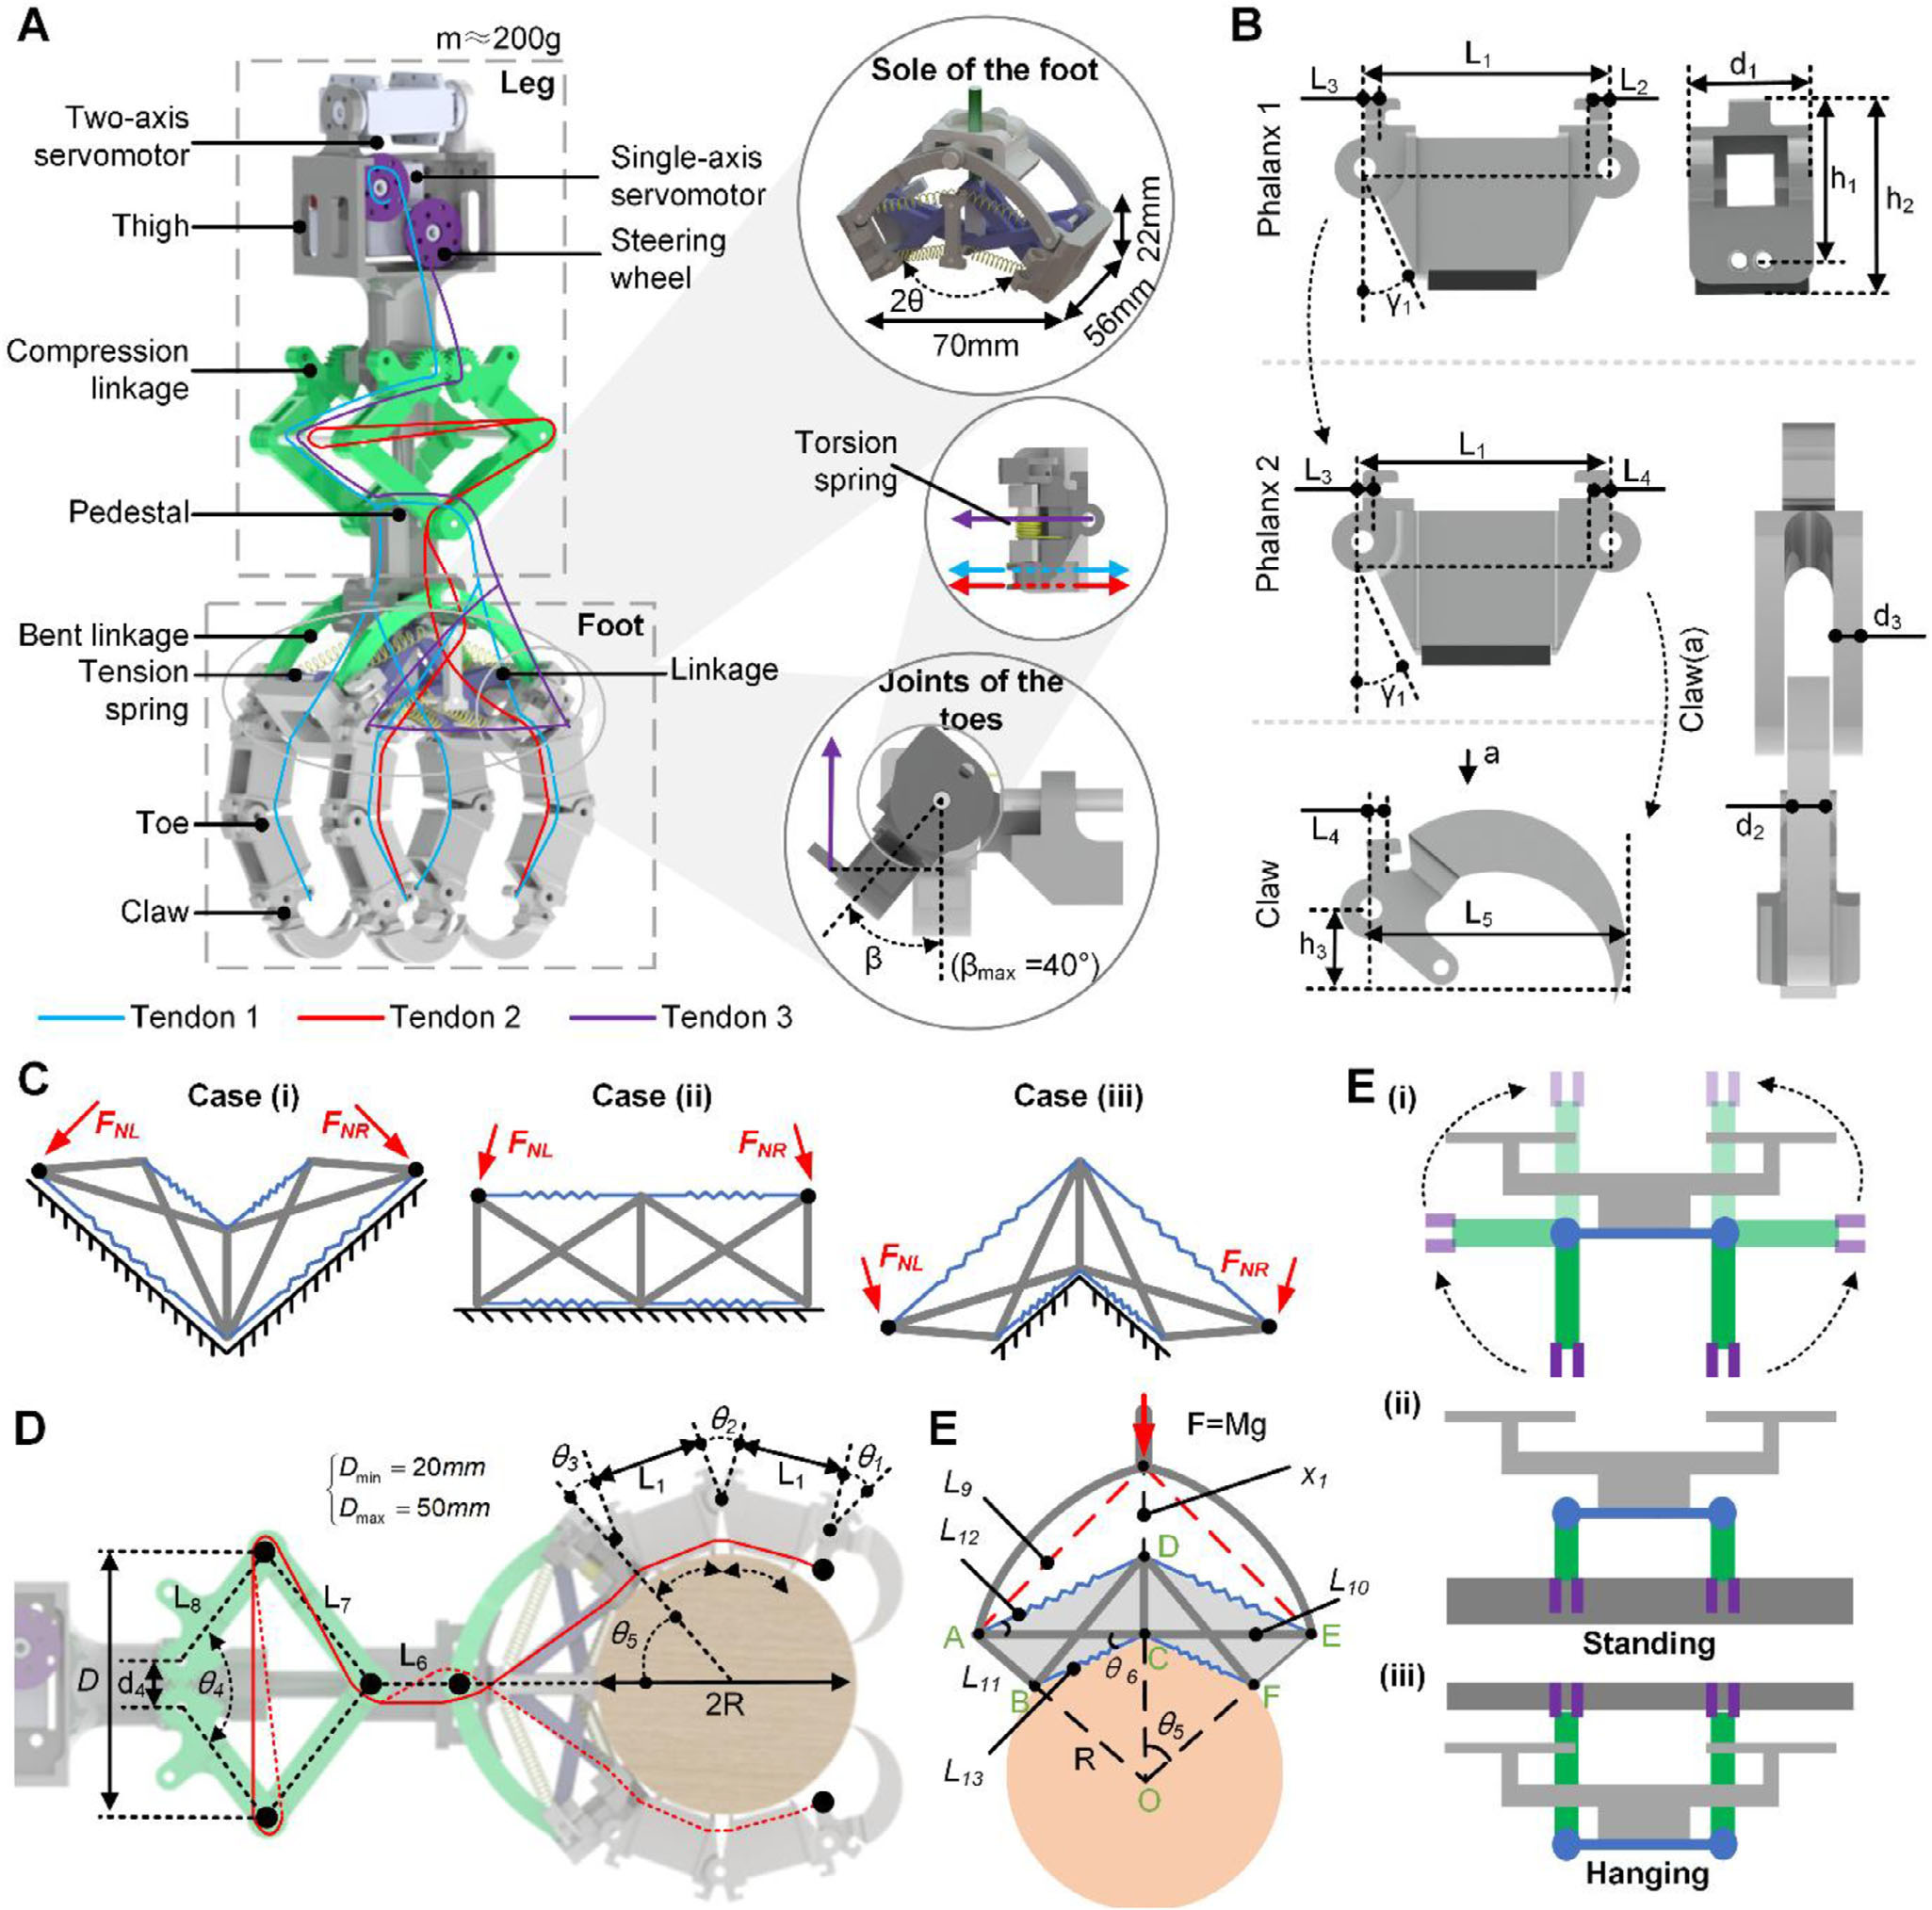 A
m≈200g
Leg
Two-axis
servomotor
Thigh
Single-axis
servomotor
Steering
wheel
Compression
linkage
Pedestal
Bent linkage
Tension
spring
Foot
Linkage
Toe
Claw
Tendon 1
Tendon 2
Tendon 3
Sole of the foot
22mm
2θ
56mm
70mm
Torsion
spring
Joints of the
toes
β
(βmax =40°)
B
Phalanx 1
L3
L1
L2
d1
h1
h2
γ1
Phalanx 2
L3
L1
L4
γ1
Claw(a)
d3
d2
Claw
a
L4
L5
h3
C
Case (i)
FNL
FNR
Case (ii)
FNL
FNR
Case (iii)
FNL
FNR
E (i)
(ii)
Standing
(iii)
Hanging
D
Dmin = 20mm
Dmax = 50mm
θ3
L1
θ2
L1
θ1
L8
L7
D
d4
θ4
L6
θ5
2R
E
F=Mg
x1
L9
L12
D
L10
A
E
C
L11
θ6
B
F
L13
R
θ5
O